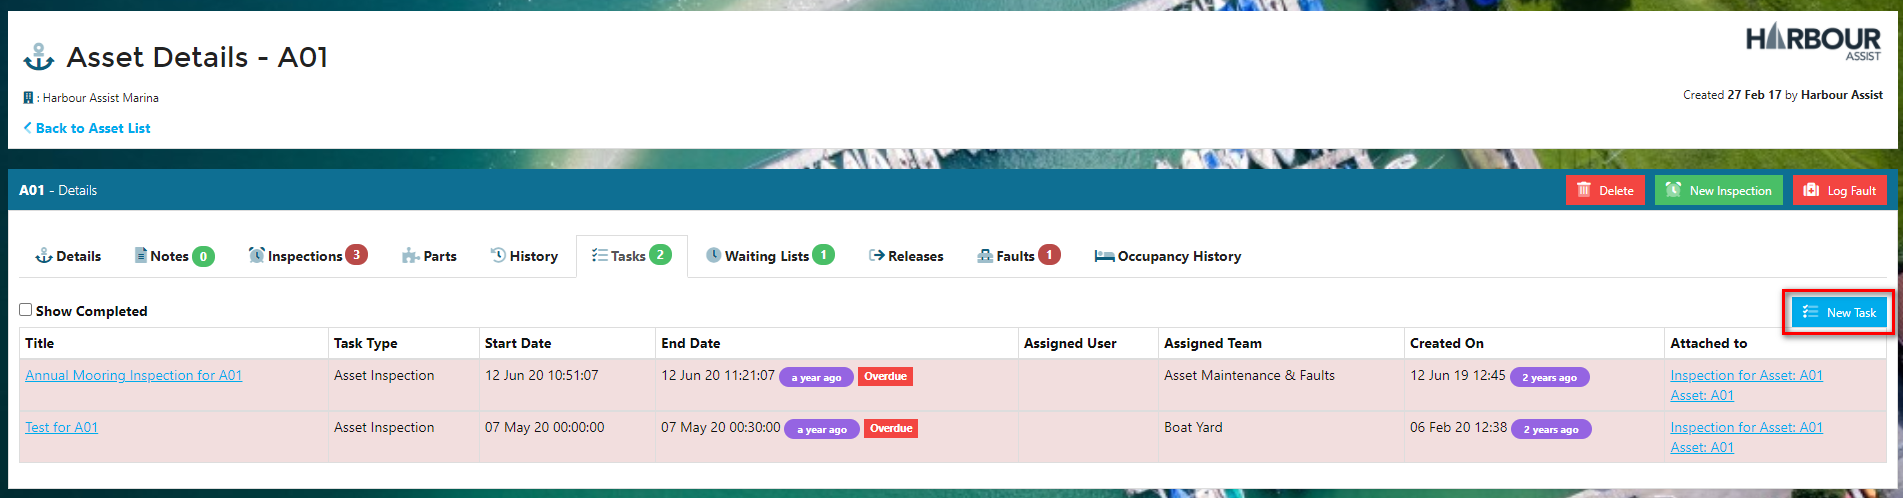 Asset Details - A01
HARBOUR
ASSIST
: Harbour Assist Marina
Created 27 Feb 17 by Harbour Assist
Back to Asset List
A01 - Details
Delete
New Inspection
Log Fault
Details
Notes 0
Inspections 3
Parts
History
Tasks 2
Waiting Lists 1
Releases
Faults 1
Occupancy History
Show Completed
New Task
Title Task Type Start Date End Date Assigned User Assigned Team Created On Attached to
Annual Mooring Inspection for A01 Asset Inspection 12 Jun 20 10:51:07 12 Jun 20 11:21:07 a year ago Overdue Asset Maintenance & Faults 12 Jun 19 12:45 2 years ago Inspection for Asset: A01
Asset: A01
Test for A01 Asset Inspection 07 May 20 00:00:00 07 May 20 00:30:00 a year ago Overdue Boat Yard 06 Feb 20 12:38 2 years ago Inspection for Asset: A01
Asset: A01